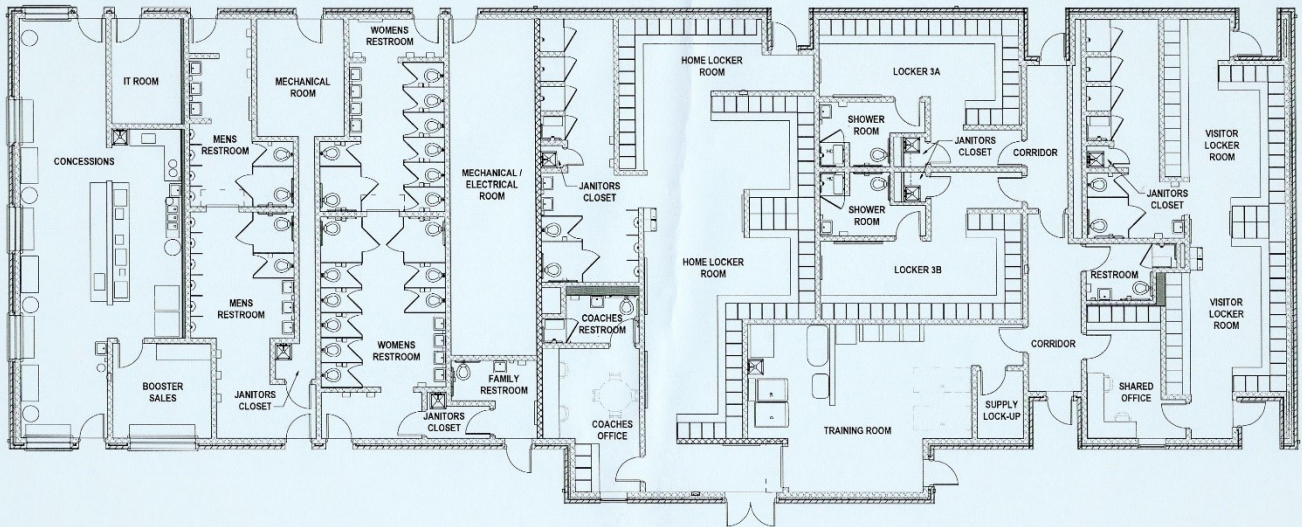 WOMENS
RESTROOM
IT ROOM
MECHANICAL
ROOM
HOME LOCKER
ROOM
LOCKER 3A
MENS
RESTROOM
SHOWER
ROOM
JANITORS
CLOSET
CORRIDOR
VISITOR
LOCKER
ROOM
CONCESSIONS
MECHANICAL /
ELECTRICAL
ROOM
JANITORS
CLOSET
JANITORS
CLOSET
SHOWER
ROOM
HOME LOCKER
ROOM
LOCKER 3B
RESTROOM
MENS
RESTROOM
VISITOR
LOCKER
ROOM
COACHES
RESTROOM
WOMENS
RESTROOM
CORRIDOR
BOOSTER
SALES
FAMILY
RESTROOM
SHARED
OFFICE
JANITORS
CLOSET
JANITORS
CLOSET
COACHES
OFFICE
TRAINING ROOM
SUPPLY
LOCK-UP